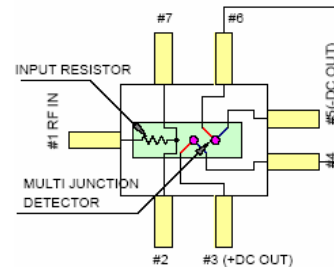 #7
#6
INPUT RESISTOR
#1 RF IN
#5(-DC OUT)
#4
MULTI JUNCTION
DETECTOR
#2
#3 (+DC OUT)